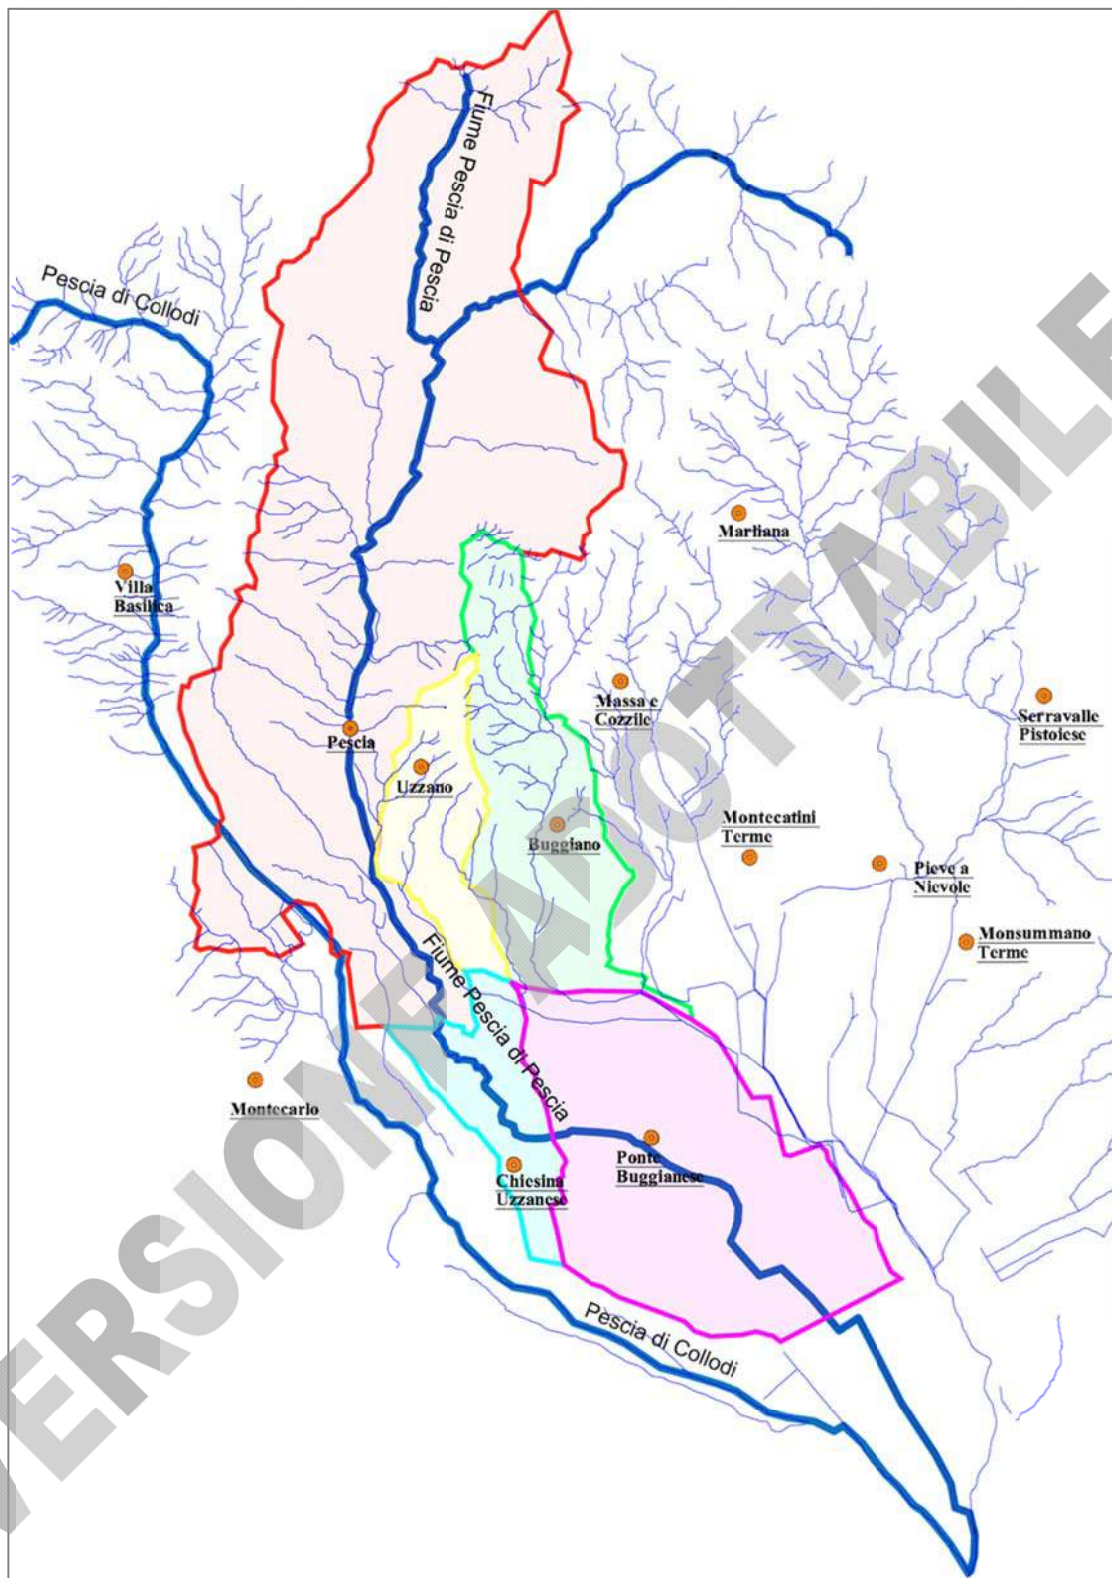 Fiume Pescia di Pescia
Pescia di Collodi
Marliana
Villa
Basilica
Massa e
Cozzile
Serravalle
Pistoiese
Pescia
Uzzano
Montecatini
Terme
Buggiano
Pieve a
Nievole
Monsummano
Terme
Fiume Pescia di Pescia
Montecarlo
Ponte
Buggianese
Chiesina
Uzzanese
Pescia di Collodi
VERSIONE ADOTTABILE